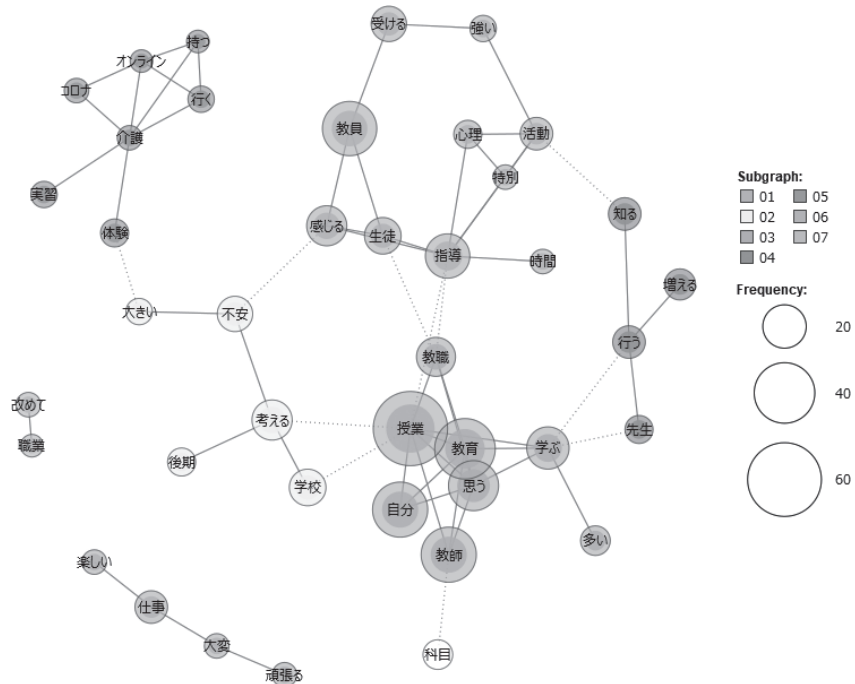 受ける
強い
持つ
オンライン
コロナ
行く
教員
心理
活動
介護
特別
実習
知る
体験
感じる
生徒
指導
時間
増える
大きい
不安
行う
教職
改めて
考える
授業
先生
職業
教育
学ぶ
後期
学校
思う
自分
多い
教師
楽しい
仕事
大変
科目
頑張る
Subgraph:
01 05
02 06
03 07
04
Frequency:
20
40
60